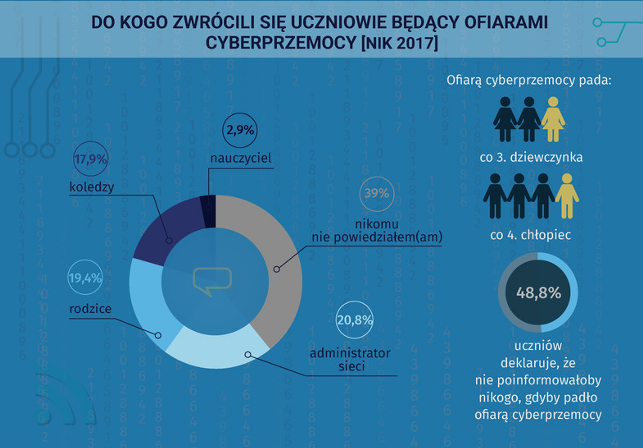 DO KOGO ZWRÓCILI SIĘ UCZNIOWIE BĘDĄCY OFIARAMI
CYBERPRZEMOCY [NIK 2017]
2,9%
nauczyciel
17,9%
koledzy
39%
nikomu
nie powiedziałem(am)
19,4%
rodzice
20,8%
administrator
sieci
Ofiarą cyberprzemocy pada:
co 3. dziewczynka
co 4. chłopiec
48,8%
uczniów
deklaruje, że
nie poinformowałoby
nikogo, gdyby padło
ofiarą cyberprzemocy